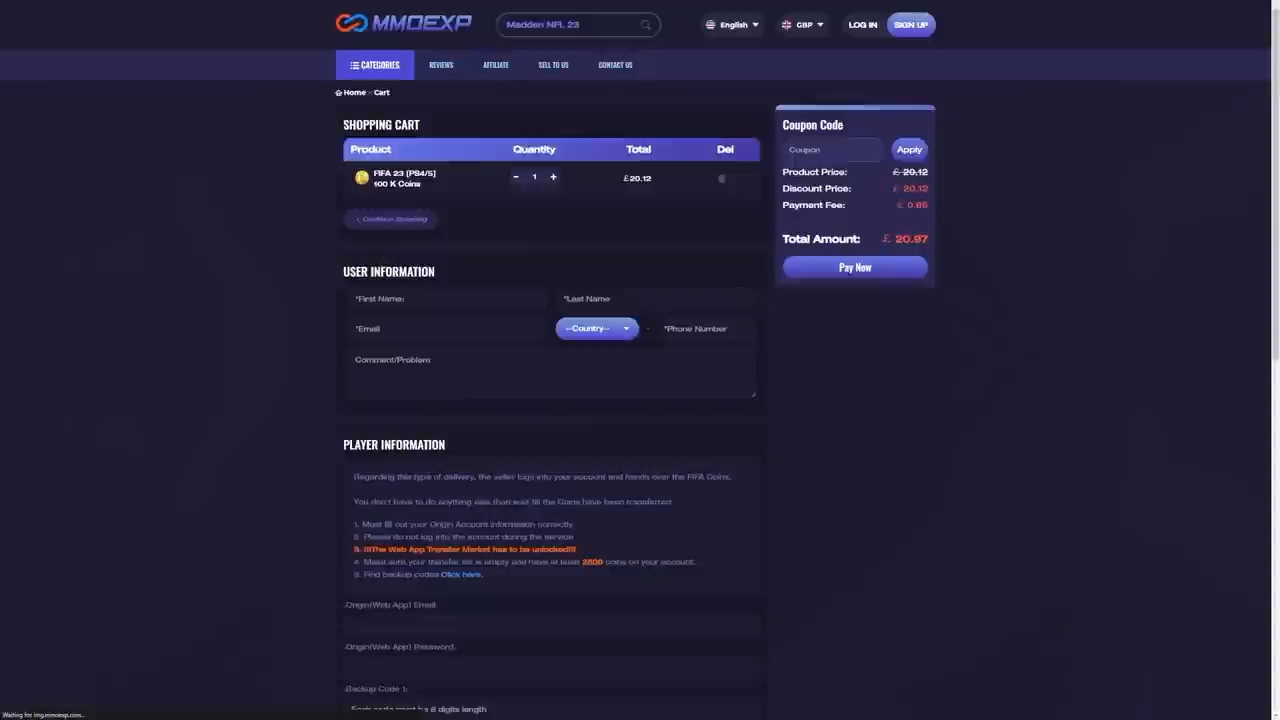 MMOEXP
Madden NFL 23
English
GBP
LOG IN
SIGN UP
CATEGORIES
REVIEWS
AFFILIATE
SELL TO US
CONTACT US
Home
Cart
SHOPPING CART
Product Quantity Total Del
FIFA 23 [PS4/5]
100 K Coins
- 1 +
£20.12
< Continue Shopping
Coupon Code
Coupon
Apply
Product Price: £ 20.12
Discount Price: £ 20.12
Payment Fee: £ 0.85
Total Amount: £ 20.97
Pay Now
USER INFORMATION
*First Name:
*Last Name
*Email
--Country--
-
*Phone Number
Comment/Problem
PLAYER INFORMATION
Regarding this type of delivery, the seller logs into your account and hands over the FIFA Coins.
You don't have to do anything else than wait till the Coins have been transferred
1. Must fill out your Origin Account information correctly
2. Please do not log into the account during the service
3. !!!The Web App Transfer Market has to be unlocked!!!
4. Make sure your transfer list is empty and have at least 2500 coins on your account.
5. Find backup codes Click here.
Origin(Web App) Email:
Origin(Web App) Password:
Backup Code 1:
Each code must be 8 digits length
Waiting for img.mmoexp.com...